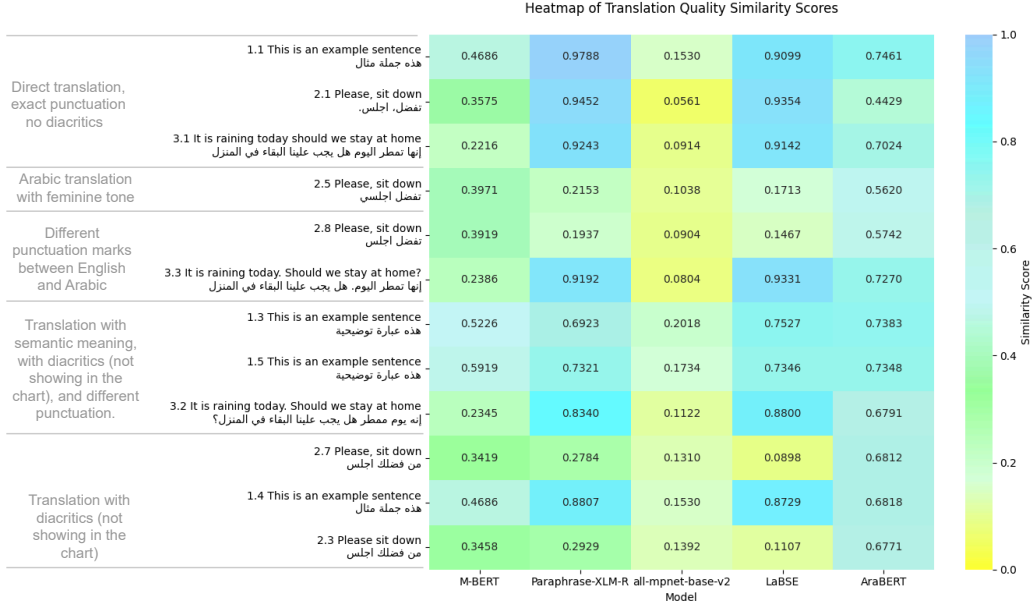 Heatmap of Translation Quality Similarity Scores
Direct translation,
exact punctuation
no diacritics
1.1 This is an example sentence
هذه جملة مثال
0.4686 0.9788 0.1530 0.9099 0.7461
2.1 Please, sit down
تفضل، اجلس.
0.3575 0.9452 0.0561 0.9354 0.4429
3.1 It is raining today should we stay at home
إنها تمطر اليوم هل يجب علينا البقاء في المنزل
0.2216 0.9243 0.0914 0.9142 0.7024
Arabic translation
with feminine tone
2.5 Please, sit down
تفضل اجلسي
0.3971 0.2153 0.1038 0.1713 0.5620
Different
punctuation marks
between English
and Arabic
2.8 Please, sit down
تفضل اجلس
0.3919 0.1937 0.0904 0.1467 0.5742
3.3 It is raining today. Should we stay at home?
إنها تمطر اليوم. هل يجب علينا البقاء في المنزل
0.2386 0.9192 0.0804 0.9331 0.7270
Translation with
semantic meaning,
with diacritics (not
showing in the
chart), and different
punctuation.
1.3 This is an example sentence
هذه عبارة توضيحية
0.5226 0.6923 0.2018 0.7527 0.7383
1.5 This is an example sentence
هذه عبارة توضيحية
0.5919 0.7321 0.1734 0.7346 0.7348
3.2 It is raining today. Should we stay at home
إنه يوم ممطر هل يجب علينا البقاء في المنزل؟
0.2345 0.8340 0.1122 0.8800 0.6791
Translation with
diacritics (not
showing in the
chart)
2.7 Please, sit down
من فضلك اجلس
0.3419 0.2784 0.1310 0.0898 0.6812
1.4 This is an example sentence
هذه جملة مثال
0.4686 0.8807 0.1530 0.8729 0.6818
2.3 Please sit down
من فضلك اجلس
0.3458 0.2929 0.1392 0.1107 0.6771
M-BERT Paraphrase-XLM-R all-mpnet-base-v2 LaBSE AraBERT
Model
1.0
0.8
0.6
0.4
0.2
0.0
Similarity Score